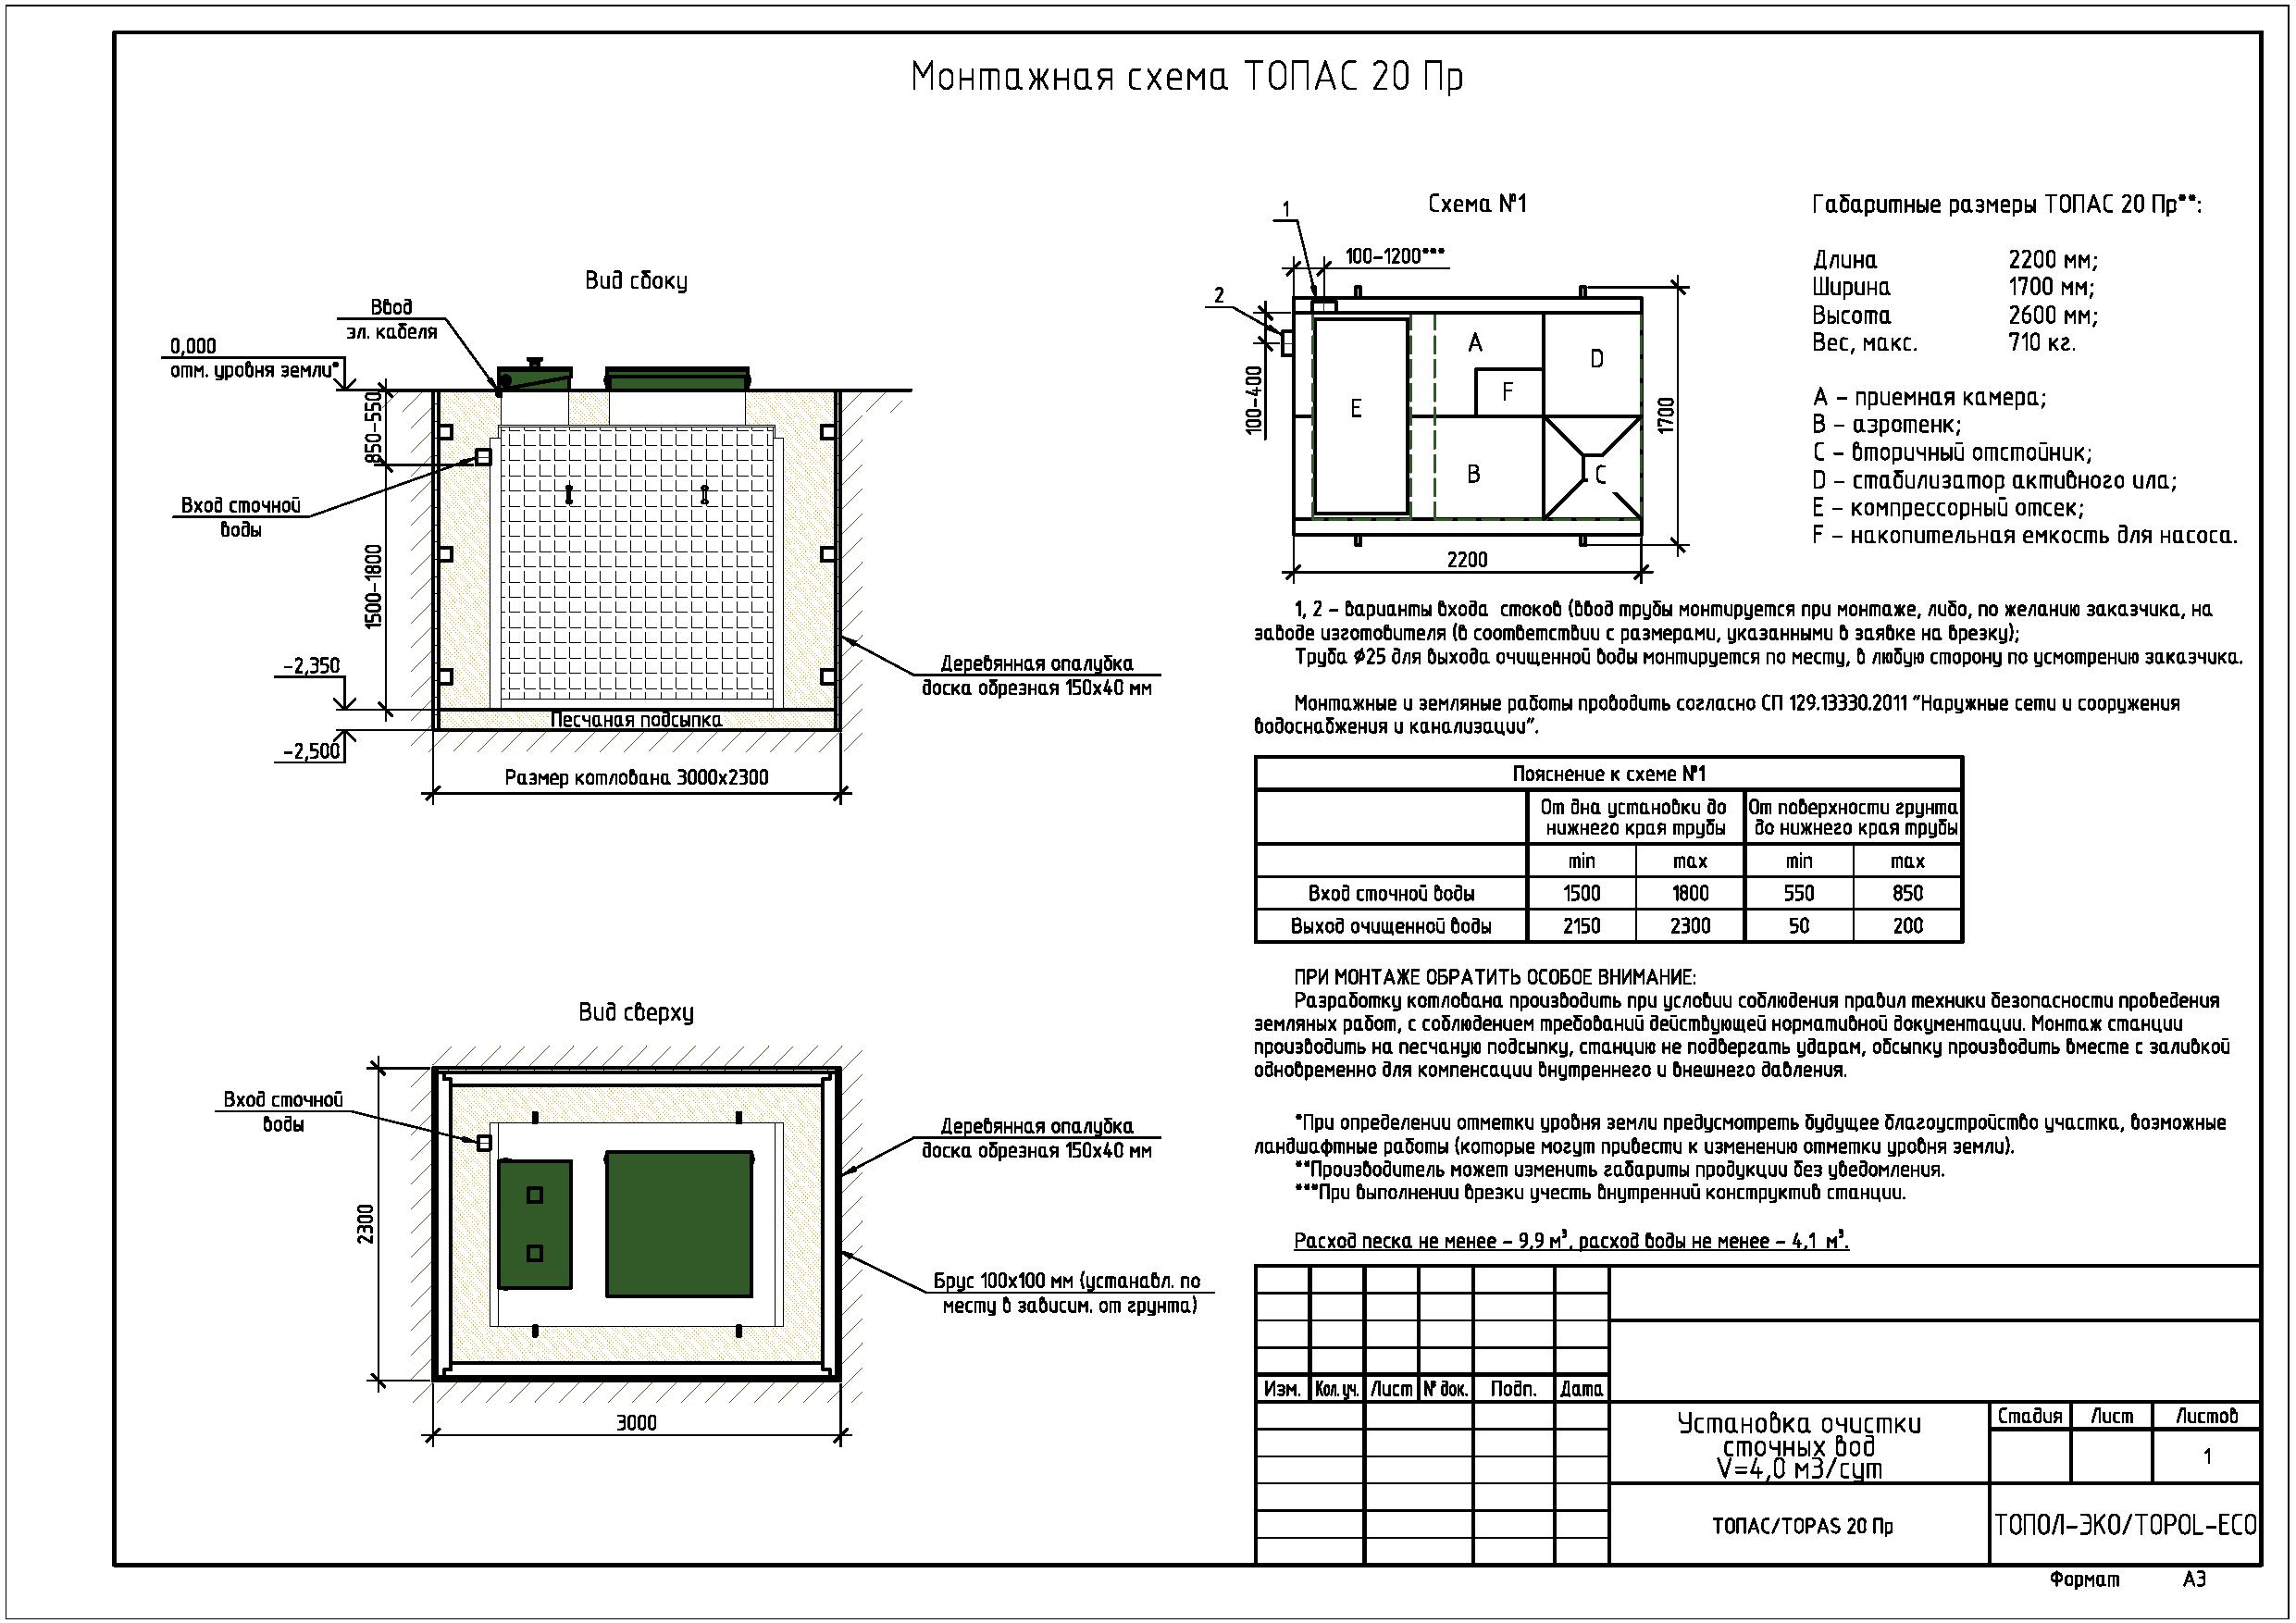 Монтажная схема ТОПАС 20 Пр
Вид сбоку
Ввод
эл. кабеля
0,000
отм. уровня земли*
850-550
Вход сточной
воды
1500-1800
-2,350
-2,500
Песчаная подсыпка
Размер котлована 3000х2300
Деревянная опалубка
доска обрезная 150х40 мм
Вид сверху
Вход сточной
воды
2300
3000
Деревянная опалубка
доска обрезная 150х40 мм
Брус 100х100 мм (устанавл. по
месту в зависим. от грунта)
Схема №1
1
2
100-1200***
100-400
A
B
C
D
E
F
1700
2200
Габаритные размеры ТОПАС 20 Пр**:
Длина 2200 мм;
Ширина 1700 мм;
Высота 2600 мм;
Вес, макс. 710 кг.
A - приемная камера;
B - аэротенк;
C - вторичный отстойник;
D - стабилизатор активного ила;
E - компрессорный отсек;
F - накопительная емкость для насоса.
1, 2 - варианты входа стоков (ввод трубы монтируется при монтаже, либо, по желанию заказчика, на
заводе изготовителя (в соответствии с размерами, указанными в заявке на врезку);
Труба Ø25 для выхода очищенной воды монтируется по месту, в любую сторону по усмотрению заказчика.
Монтажные и земляные работы проводить согласно СП 129.13330.2011 "Наружные сети и сооружения
водоснабжения и канализации".
Пояснение к схеме №1
От дна установки до нижнего края трубы
От поверхности грунта до нижнего края трубы
min max min max
Вход сточной воды 1500 1800 550 850
Выход очищенной воды 2150 2300 50 200
ПРИ МОНТАЖЕ ОБРАТИТЬ ОСОБОЕ ВНИМАНИЕ:
Разработку котлована производить при условии соблюдения правил техники безопасности проведения
земляных работ, с соблюдением требований действующей нормативной документации. Монтаж станции
производить на песчаную подсыпку, станцию не подвергать ударам, обсыпку производить вместе с заливкой
одновременно для компенсации внутреннего и внешнего давления.
*При определении отметки уровня земли предусмотреть будущее благоустройство участка, возможные
ландшафтные работы (которые могут привести к изменению отметки уровня земли).
**Производитель может изменить габариты продукции без уведомления.
***При выполнении врезки учесть внутренний конструктив станции.
Расход песка не менее - 9,9 м³, расход воды не менее - 4,1 м³.
Изм. Кол. уч. Лист № док. Подп. Дата
Установка очистки
сточных вод
V=4,0 м3/сут
Стадия Лист Листов
1
ТОПАС/TOPAS 20 Пр
ТОПОЛ-ЭКО/TOPOL-ECO
Формат А3